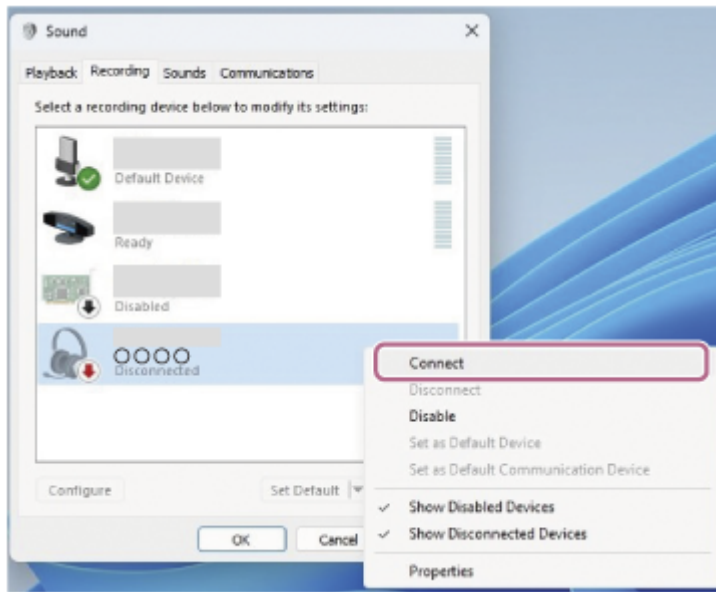 Sound
Playback Recording Sounds Communications
Select a recording device below to modify its settings:
Default Device
Ready
Disabled
○○○○
Disconnected
Connect
Disconnect
Disable
Set as Default Device
Set as Default Communication Device
Show Disabled Devices
Show Disconnected Devices
Properties
Configure
Set Default
OK
Cancel